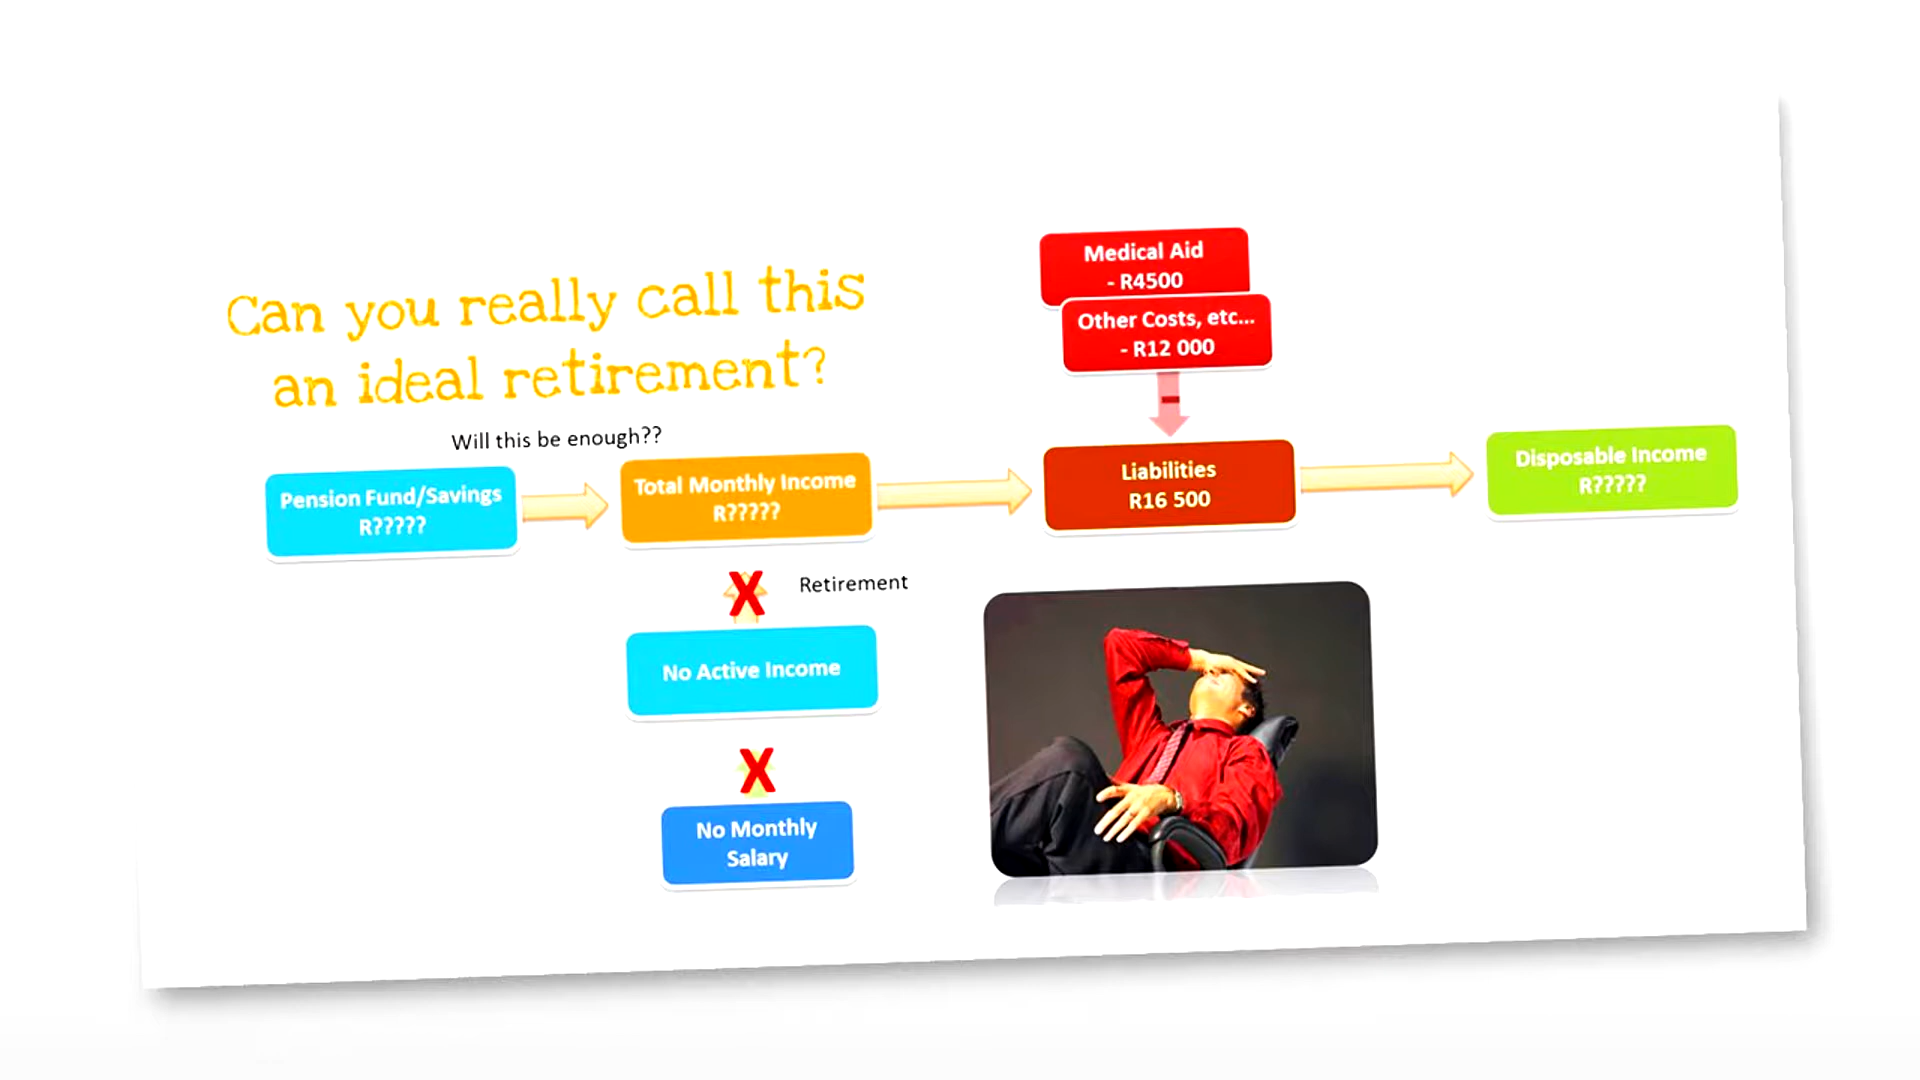 Can you really call this
an ideal retirement?
Will this be enough??
Pension Fund/Savings
R?????
Total Monthly Income
R?????
Medical Aid
- R4500
Other Costs, etc...
- R12 000
Liabilities
R16 500
Disposable Income
R?????
X
Retirement
No Active Income
X
No Monthly
Salary